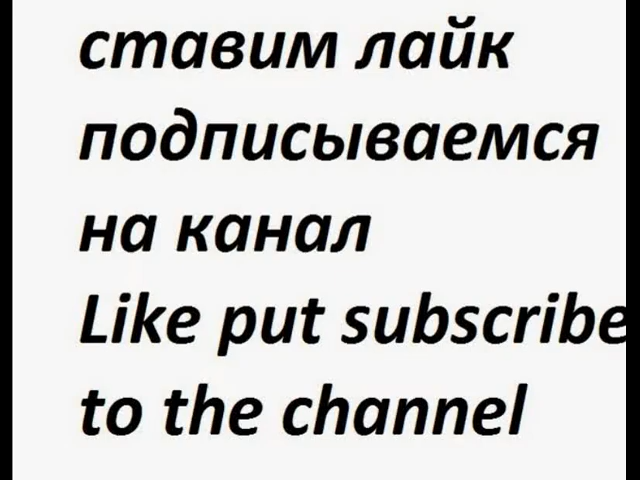 ставим лайк
подписываемся
на канал
Like put subscribe
to the channel